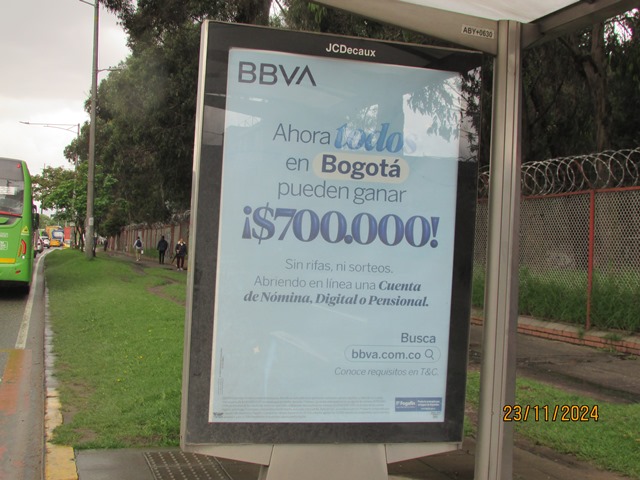 ABY*0630
JCDecaux
BBVA
Ahora todos
en Bogotá
pueden ganar
¡$700.000!
Sin rifas, ni sorteos.
Abriendo en línea una Cuenta
de Nómina, Digital o Pensional.
Busca
bbva.com.co
Conoce requisitos en T&C.
23/11/2024